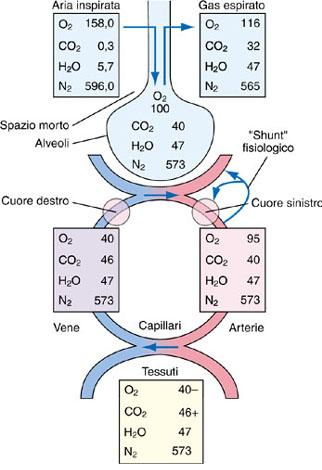 Aria inspirata
O2 158,0
CO2 0,3
H2O 5,7
N2 596,0
Gas espirato
O2 116
CO2 32
H2O 47
N2 565
O2
100
CO2 40
H2O 47
N2 573
Spazio morto
Alveoli
"Shunt"
fisiologico
Cuore destro
Cuore sinistro
O2 40
CO2 46
H2O 47
N2 573
O2 95
CO2 40
H2O 47
N2 573
Vene
Capillari
Arterie
Tessuti
O2 40–
CO2 46+
H2O 47
N2 573